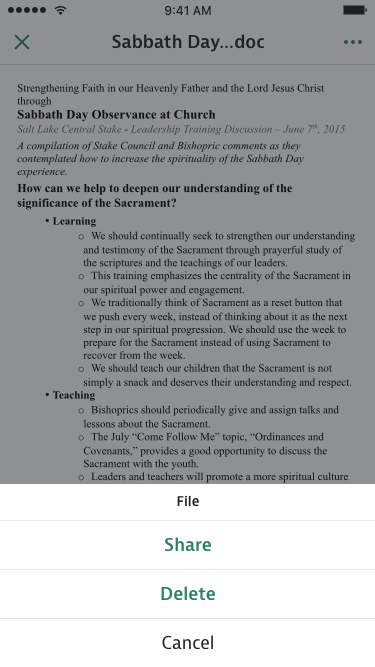 9:41 AM
Sabbath Day...doc
Strengthening Faith in our Heavenly Father and the Lord Jesus Christ
through
Sabbath Day Observance at Church
Salt Lake Central Stake - Leadership Training Discussion – June 7th, 2015
A compilation of Stake Council and Bishopric comments as they
contemplated how to increase the spirituality of the Sabbath Day
experience.
How can we help to deepen our understanding of the
significance of the Sacrament?
• Learning
o We should continually seek to strengthen our understanding
and testimony of the Sacrament through prayerful study of
the scriptures and the teachings of our leaders.
o This training emphasizes the centrality of the Sacrament in
our spiritual power and engagement.
o We traditionally think of Sacrament as a reset button that
we push every week, instead of thinking about it as the next
step in our spiritual progression. We should use the week to
prepare for the Sacrament instead of using Sacrament to
recover from the week.
o We should teach our children that the Sacrament is not
simply a snack and deserves their understanding and respect.
• Teaching
o Bishoprics should periodically give and assign talks and
lessons about the Sacrament.
o The July “Come Follow Me” topic, “Ordinances and
Covenants,” provides a good opportunity to discuss the
Sacrament with the youth.
o Leaders and teachers will promote a more spiritual culture
File
Share
Delete
Cancel